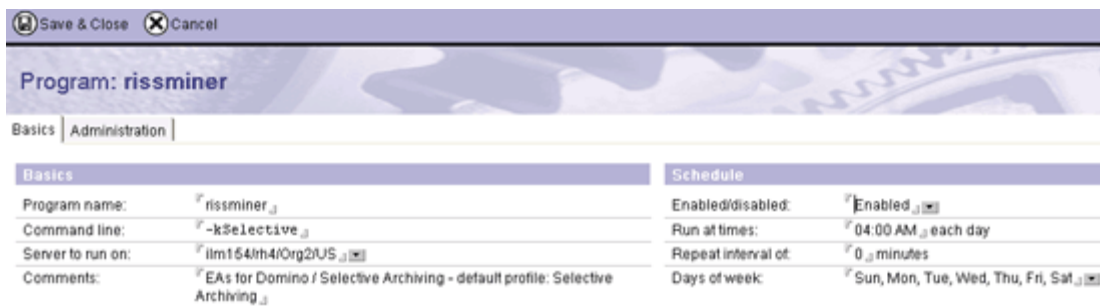 Save & Close Cancel
Program: rissminer
Basics Administration
Basics
Program name: rissminer
Command line: -kSelective
Server to run on: ilm154/rh4/Org2/US
Comments: EAs for Domino / Selective Archiving - default profile: Selective
Archiving
Schedule
Enabled/disabled: Enabled
Run at times: 04:00 AM each day
Repeat interval of: 0 minutes
Days of week: Sun, Mon, Tue, Wed, Thu, Fri, Sat